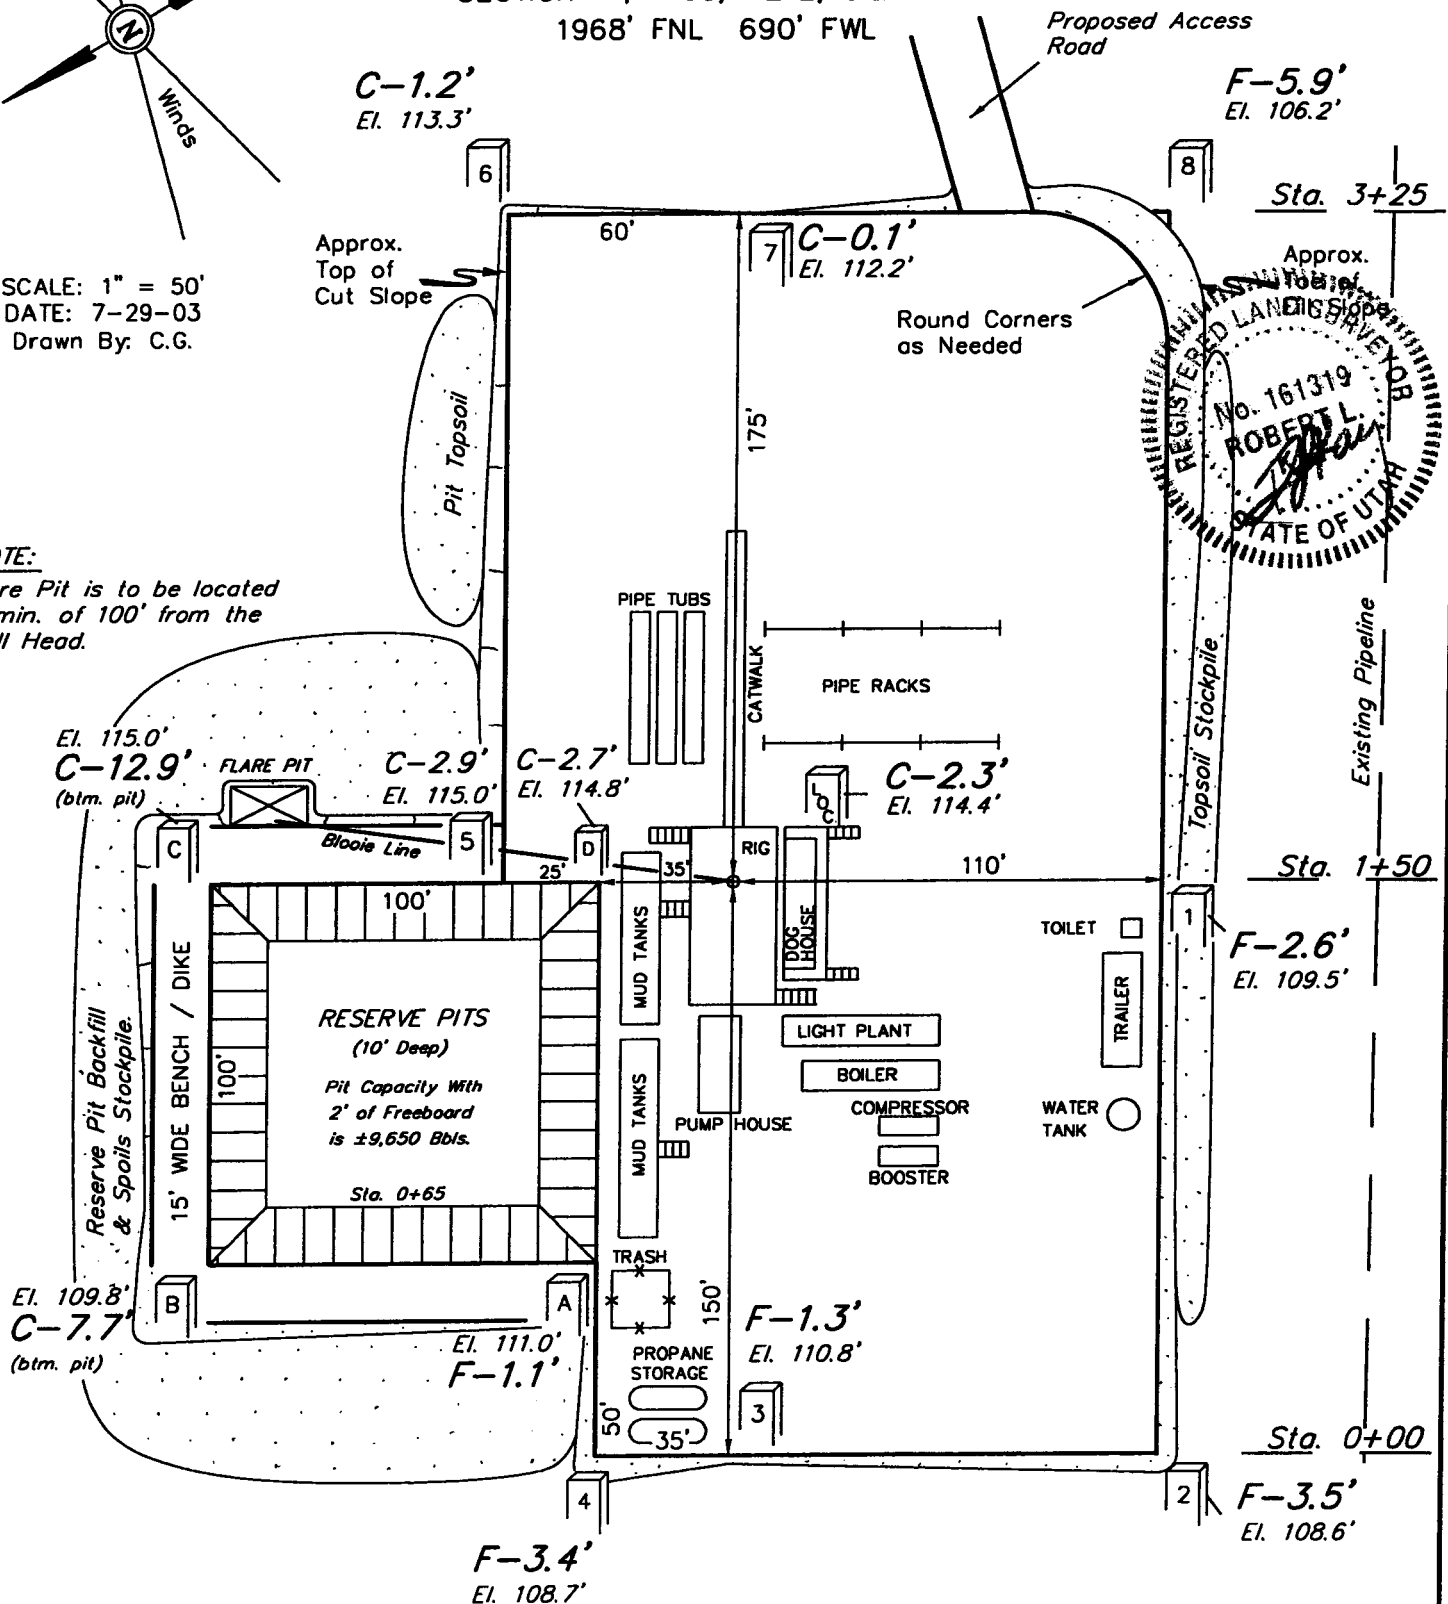 1968' FNL 690' FWL
Proposed Access
Road
N
Winds
C-1.2'
El. 113.3'
F-5.9'
El. 106.2'
6
8
Sta. 3+25
60'
7
C-0.1'
El. 112.2'
Approx.
Top of
Cut Slope
Approx.
Toe of
Fill Slope
SCALE: 1" = 50'
DATE: 7-29-03
Drawn By: C.G.
Round Corners
as Needed
REGISTERED LAND SURVEYOR
No. 161319
ROBERT L.
STATE OF UTAH
Pit Topsoil
175'
is to be located
min. of 100' from the
Head.
PIPE TUBS
CATWALK
PIPE RACKS
Topsoil Stockpile
Existing Pipeline
El. 115.0'
C-12.9'
(btm. pit)
FLARE PIT
C-2.9'
El. 115.0'
C-2.7'
El. 114.8'
LOC.
C-2.3'
El. 114.4'
C
Blooie Line
5
D
RIG
25'
35'
110'
Sta. 1+50
100'
DOG
HOUSE
MUD TANKS
TOILET
1
F-2.6'
El. 109.5'
TRAILER
Reserve Pit Backfill
& Spoils Stockpile.
15' WIDE BENCH / DIKE
100'
RESERVE PITS
(10' Deep)
Pit Capacity With
2' of Freeboard
is ±9,650 Bbls.
Sta. 0+65
LIGHT PLANT
BOILER
MUD TANKS
PUMP HOUSE
COMPRESSOR
BOOSTER
WATER
TANK
TRASH
El. 109.8'
C-7.7'
(btm. pit)
B
A
El. 111.0'
F-1.1'
150'
F-1.3'
El. 110.8'
PROPANE
STORAGE
3
50'
35'
Sta. 0+00
4
2
F-3.5'
El. 108.6'
F-3.4'
El. 108.7'